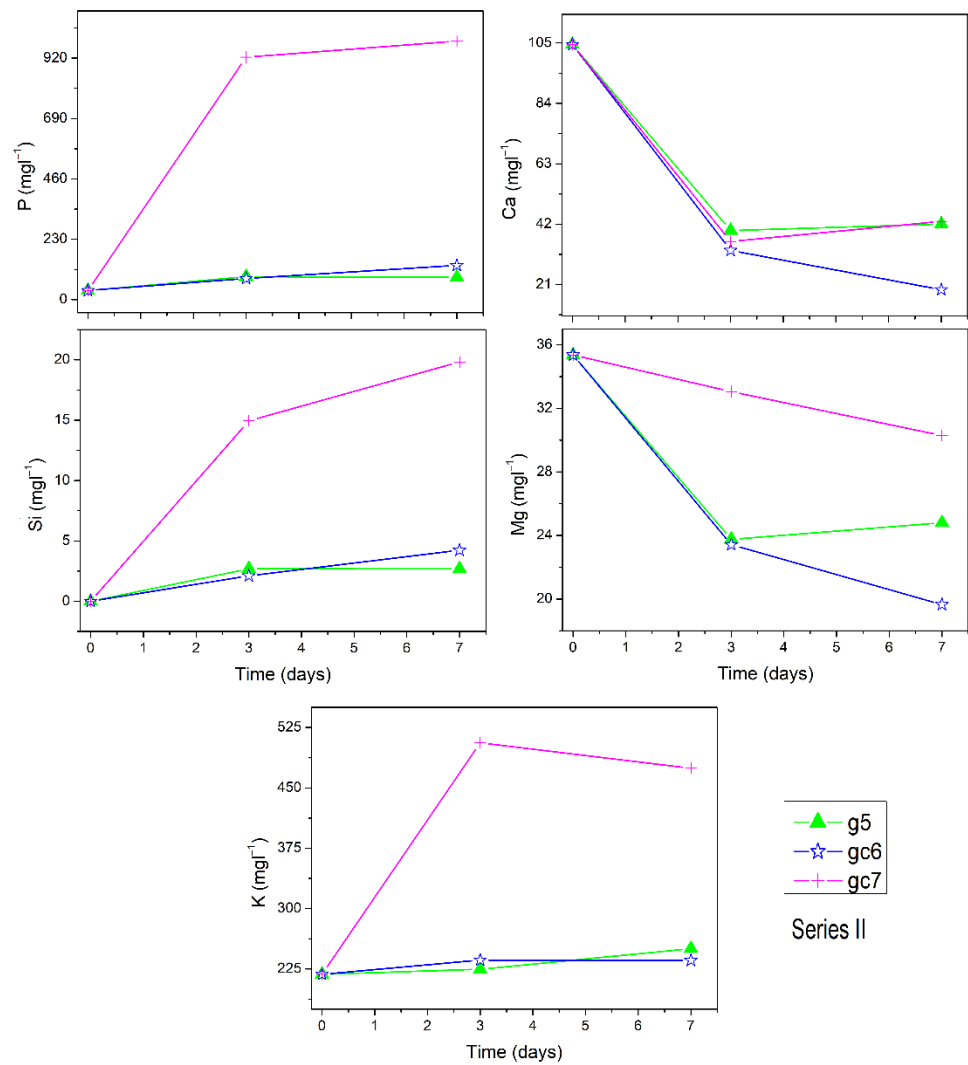 P (mgl⁻¹)
920
690
460
230
0
Ca (mgl⁻¹)
105
84
63
42
21
Si (mgl⁻¹)
20
15
10
5
0
0 1 2 3 4 5 6 7
Time (days)
Mg (mgl⁻¹)
36
32
28
24
20
0 1 2 3 4 5 6 7
Time (days)
K (mgl⁻¹)
525
450
375
300
225
0 1 2 3 4 5 6 7
Time (days)
g5
gc6
gc7
Series II